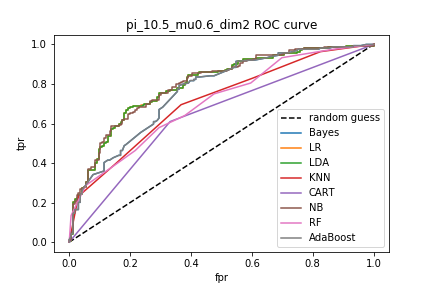 pi_10.5_mu0.6_dim2 ROC curve
1.0
0.8
0.6
0.4
0.2
0.0
tpr
random guess
Bayes
LR
LDA
KNN
CART
NB
RF
AdaBoost
0.0 0.2 0.4 0.6 0.8 1.0
fpr